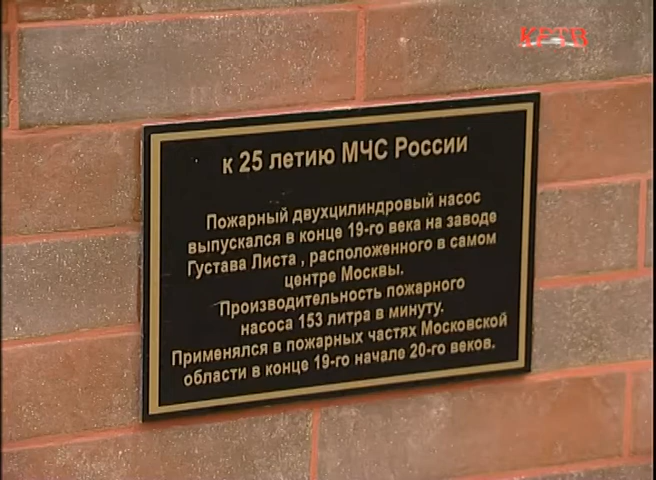 КРТВ
к 25 летию МЧС России
Пожарный двухцилиндровый насос
выпускался в конце 19-го века на заводе
Густава Листа , расположенного в самом
центре Москвы.
Производительность пожарного
насоса 153 литра в минуту.
Применялся в пожарных частях Московской
области в конце 19-го начале 20-го веков.